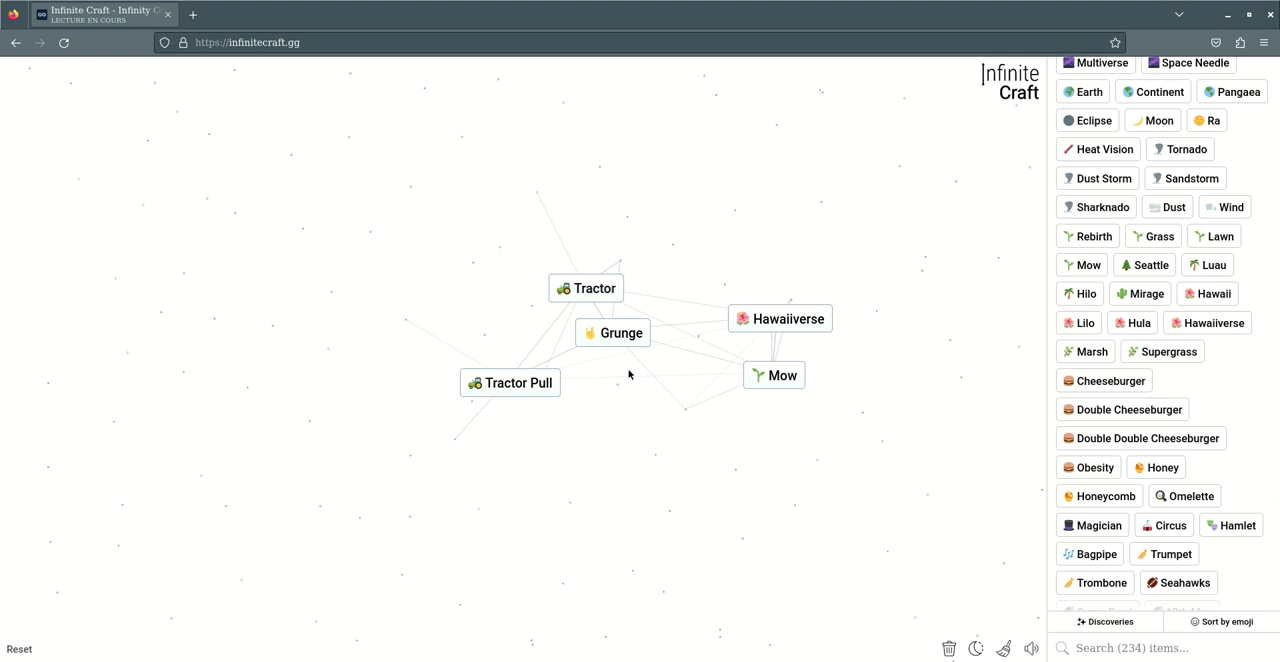 Infinite Craft - Infinity C
LECTURE EN COURS
https://infinitecraft.gg
Infinite
Craft
Tractor
Grunge
Hawaiiverse
Tractor Pull
Mow
Multiverse Space Needle
Earth Continent Pangaea
Eclipse Moon Ra
Heat Vision Tornado
Dust Storm Sandstorm
Sharknado Dust Wind
Rebirth Grass Lawn
Mow Seattle Luau
Hilo Mirage Hawaii
Lilo Hula Hawaiiverse
Marsh Supergrass
Cheeseburger
Double Cheeseburger
Double Double Cheeseburger
Obesity Honey
Honeycomb Omelette
Magician Circus Hamlet
Bagpipe Trumpet
Trombone Seahawks
Discoveries Sort by emoji
Search (234) items...
Reset